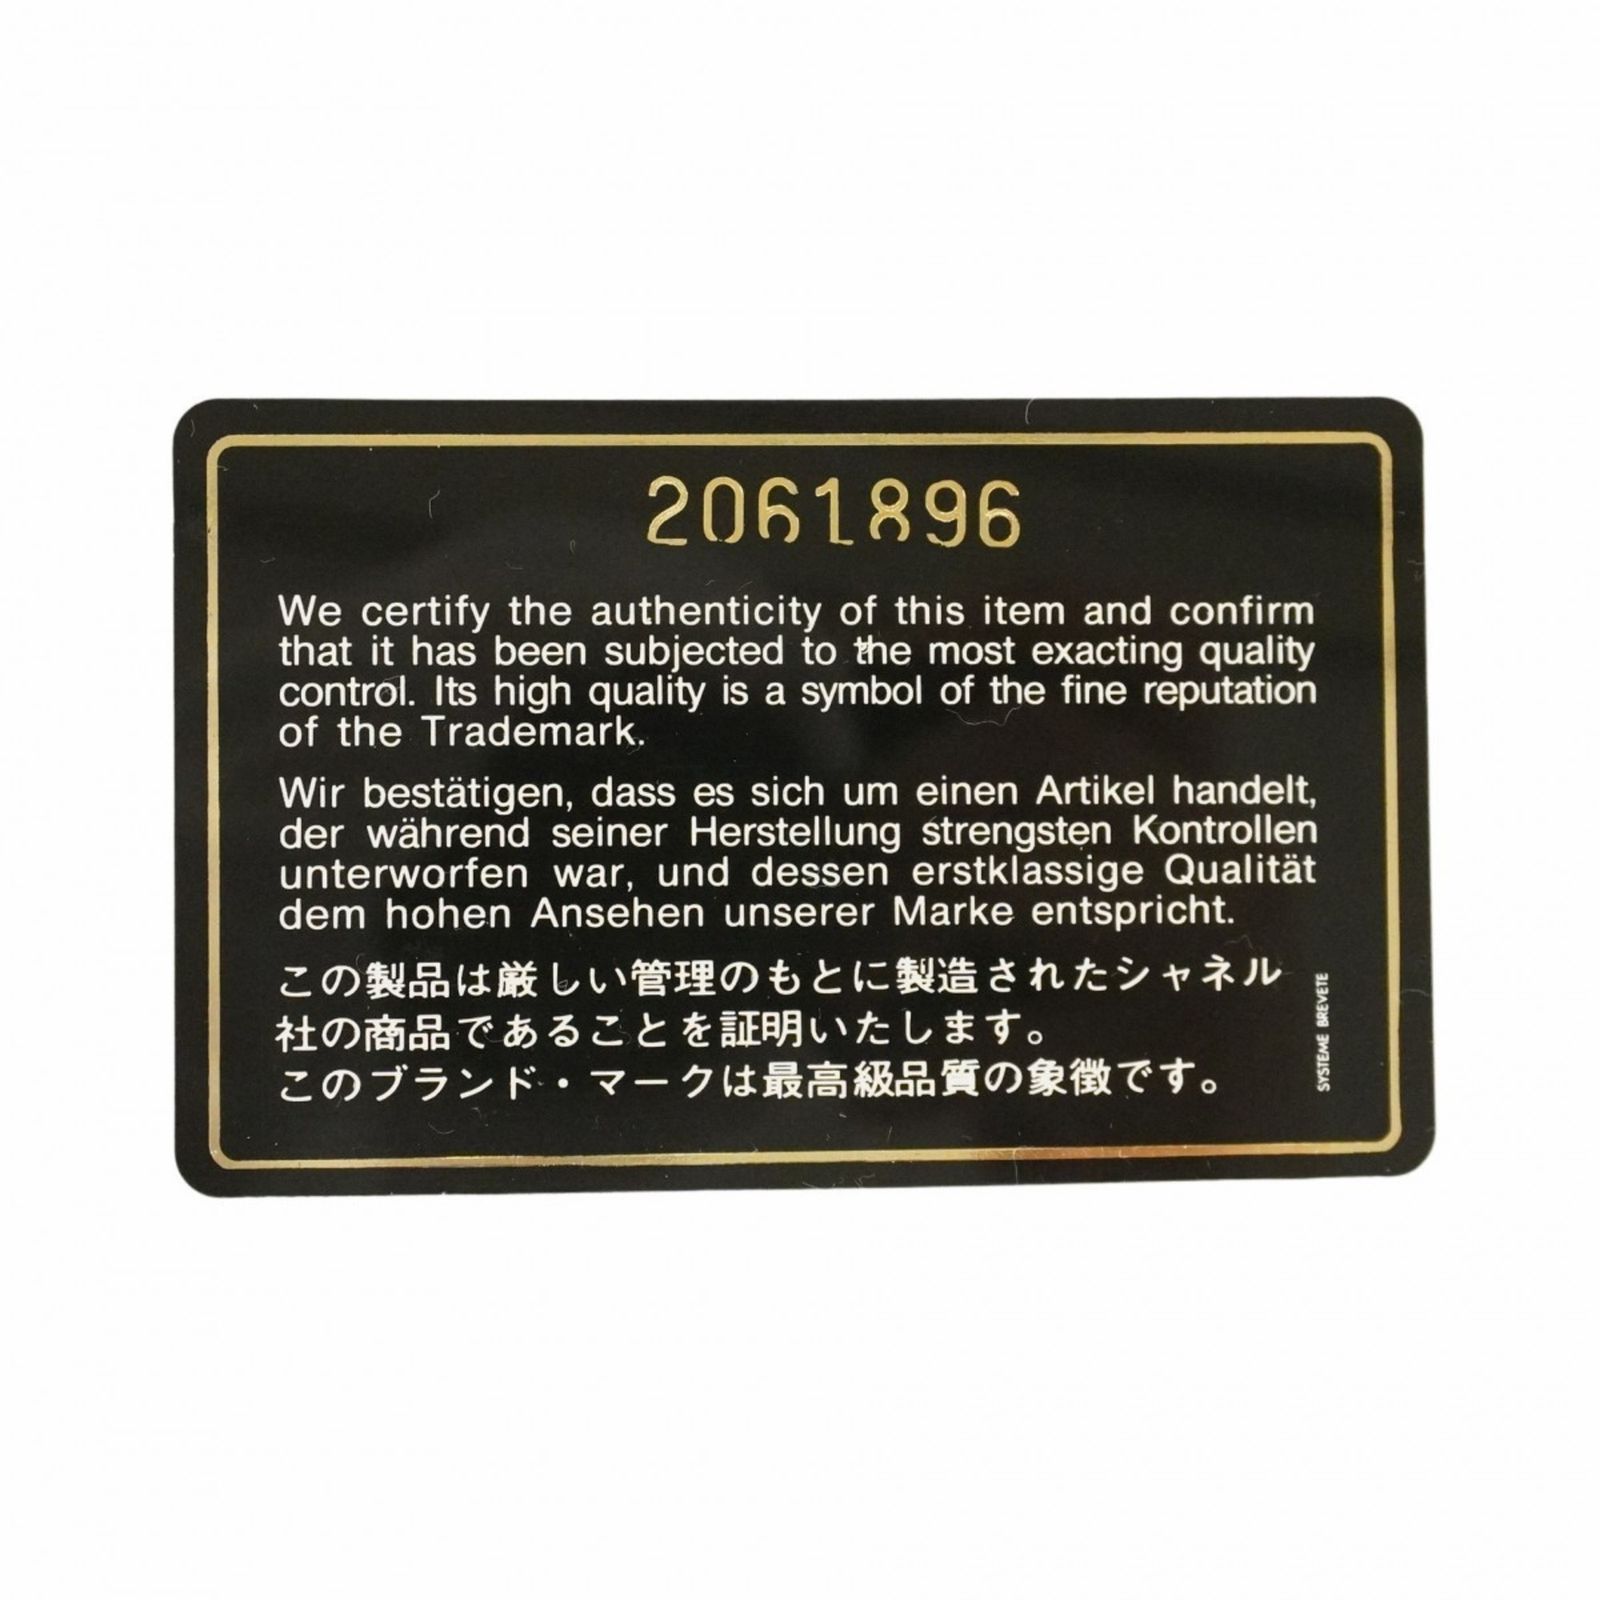 2061896
We certify the authenticity of this item and confirm
that it has been subjected to the most exacting quality
control. Its high quality is a symbol of the fine reputation
of the Trademark.
Wir bestätigen, dass es sich um einen Artikel handelt,
der während seiner Herstellung strengsten Kontrollen
unterworfen war, und dessen erstklassige Qualität
dem hohen Ansehen unserer Marke entspricht.
この製品は厳しい管理のもとに製造されたシャネル
社の商品であることを証明いたします。
このブランド・マークは最高級品質の象徴です。
SYSTEME BREVETE